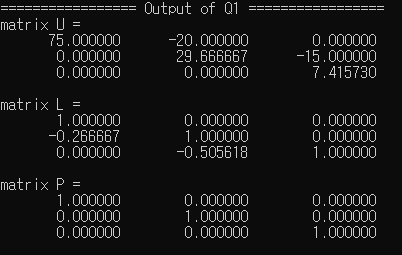 ================= Output of Q1 =================
matrix U =
75.000000 -20.000000 0.000000
0.000000 29.666667 -15.000000
0.000000 0.000000 7.415730
matrix L =
1.000000 0.000000 0.000000
-0.266667 1.000000 0.000000
0.000000 -0.505618 1.000000
matrix P =
1.000000 0.000000 0.000000
0.000000 1.000000 0.000000
0.000000 0.000000 1.000000